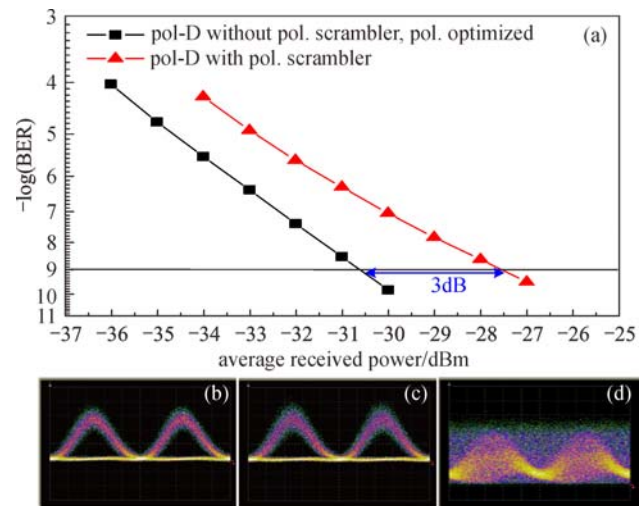 pol-D without pol. scrambler, pol. optimized (a)
pol-D with pol. scrambler
−log(BER)
3
4
5
6
7
8
9
10
11
3dB
−37 −36 −35 −34 −33 −32 −31 −30 −29 −28 −27 −26 −25
average received power/dBm
(b) (c) (d)